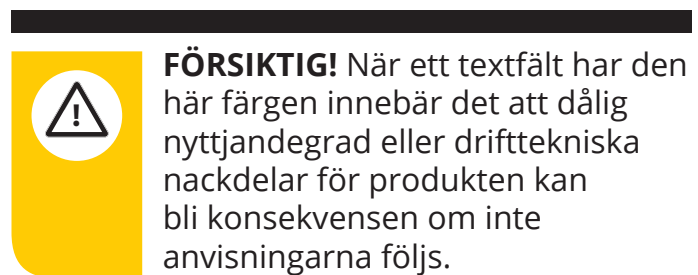 FÖRSIKTIG! När ett textfält har den
här färgen innebär det att dålig
nyttjandegrad eller drifttekniska
nackdelar för produkten kan
bli konsekvensen om inte
anvisningarna följs.